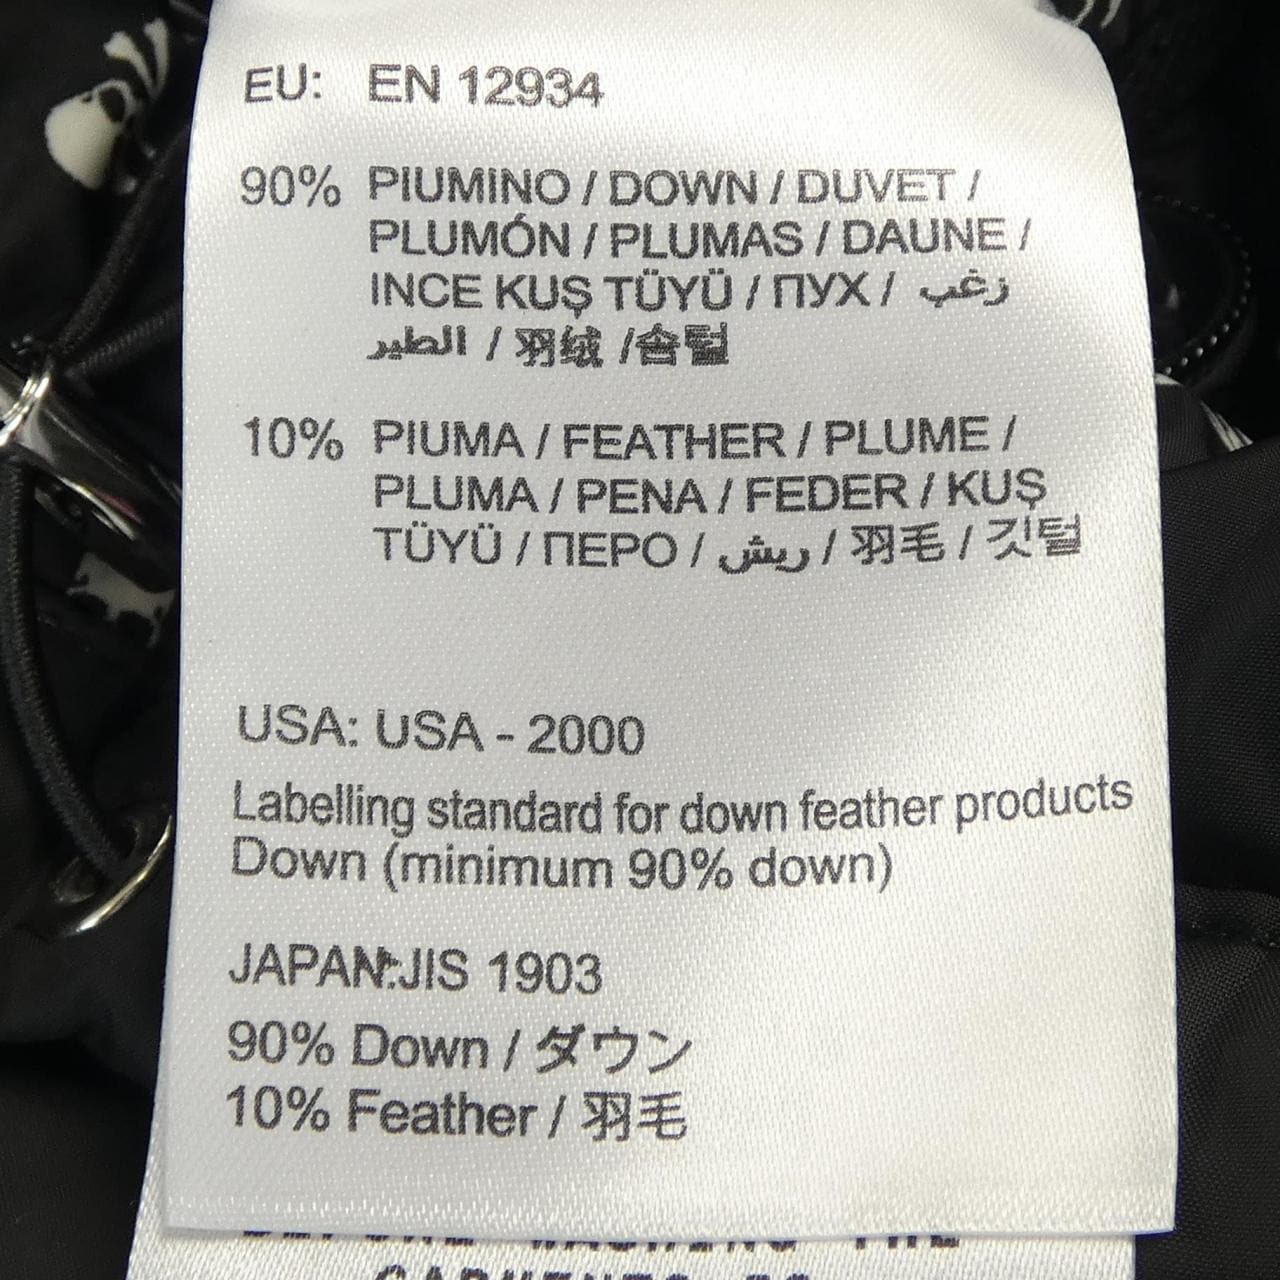 EU: EN 12934
90% PIUMINO / DOWN / DUVET /
PLUMÓN / PLUMAS / DAUNE /
INCE KUŞ TÜYÜ / ПУХ / زغب
الطير / 羽绒 /솜털
10% PIUMA / FEATHER / PLUME /
PLUMA / PENA / FEDER / KUŞ
TÜYÜ / ПЕРО / ريش / 羽毛 / 깃털
USA: USA - 2000
Labelling standard for down feather products
Down (minimum 90% down)
JAPAN:JIS 1903
90% Down / ダウン
10% Feather / 羽毛
BEFORE WASHING THE